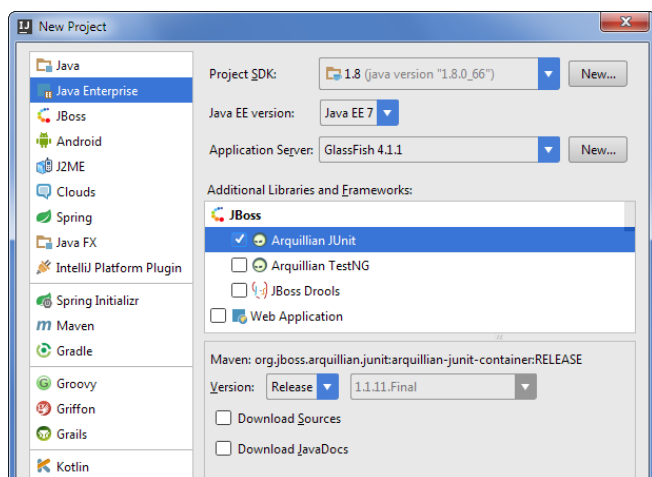 New Project
Java
Java Enterprise
JBoss
Android
J2ME
Clouds
Spring
Java FX
IntelliJ Platform Plugin
Spring Initializr
Maven
Gradle
Groovy
Griffon
Grails
Kotlin
Project SDK: 1.8 (java version "1.8.0_66") New...
Java EE version: Java EE 7
Application Server: GlassFish 4.1.1 New...
Additional Libraries and Frameworks:
JBoss
Arquillian JUnit
Arquillian TestNG
JBoss Drools
Web Application
Maven: org.jboss.arquillian.junit:arquillian-junit-container:RELEASE
Version: Release 1.1.11.Final
Download Sources
Download JavaDocs